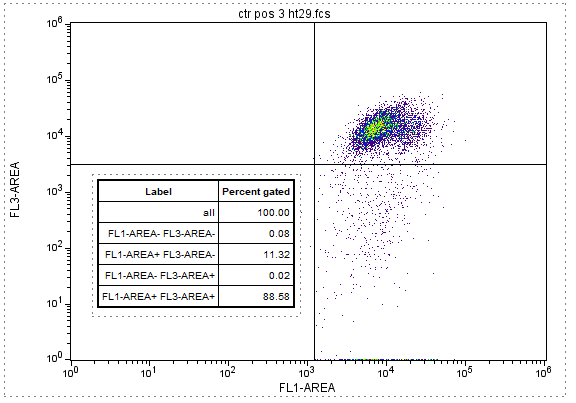 ctr pos 3 ht29.fcs
10^6
10^5
10^4
10^3
10^2
10^1
10^0
FL3-AREA
Label Percent gated
all 100.00
FL1-AREA- FL3-AREA- 0.08
FL1-AREA+ FL3-AREA- 11.32
FL1-AREA- FL3-AREA+ 0.02
FL1-AREA+ FL3-AREA+ 88.58
10^0 10^1 10^2 10^3 10^4 10^5 10^6
FL1-AREA